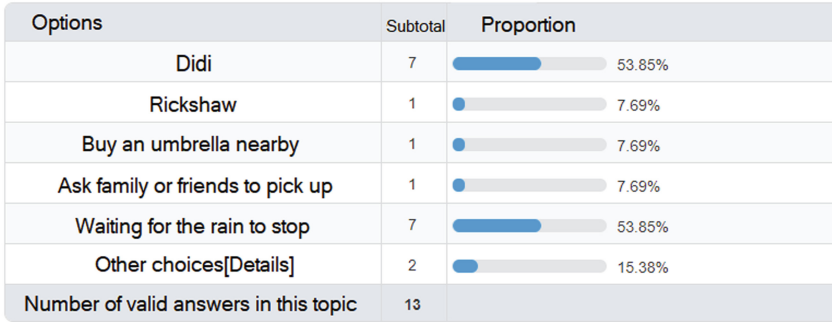 Options Subtotal Proportion
Didi 7 53.85%
Rickshaw 1 7.69%
Buy an umbrella nearby 1 7.69%
Ask family or friends to pick up 1 7.69%
Waiting for the rain to stop 7 53.85%
Other choices[Details] 2 15.38%
Number of valid answers in this topic 13